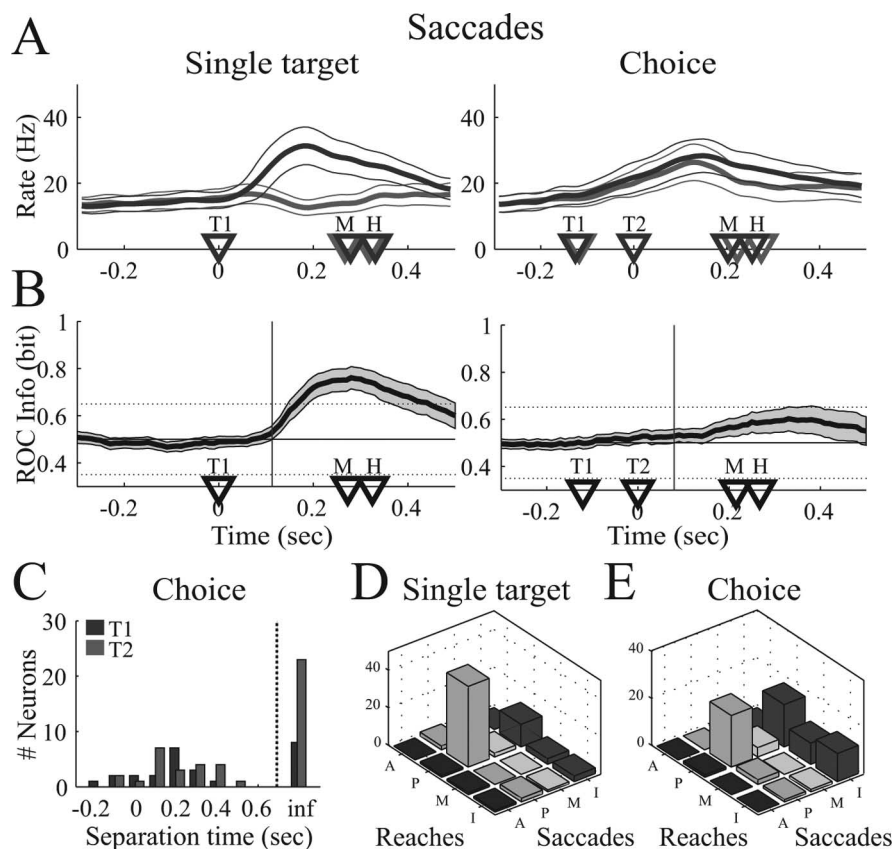 Saccades
A Single target Choice
Rate (Hz)
40
20
0
T1 M H
-0.2 0 0.2 0.4
T1 T2 M H
-0.2 0 0.2 0.4
B
ROC Info (bit)
1
0.8
0.6
0.4
T1 M H
-0.2 0 0.2 0.4
Time (sec)
1
0.8
0.6
0.4
T1 T2 M H
-0.2 0 0.2 0.4
Time (sec)
C Choice
# Neurons
30
20
10
0
T1
T2
-0.2 0 0.2 0.4 0.6 inf
Separation time (sec)
D Single target
40
20
0
A P M I
A P M I
Reaches Saccades
E Choice
40
20
0
A P M I
A P M I
Reaches Saccades